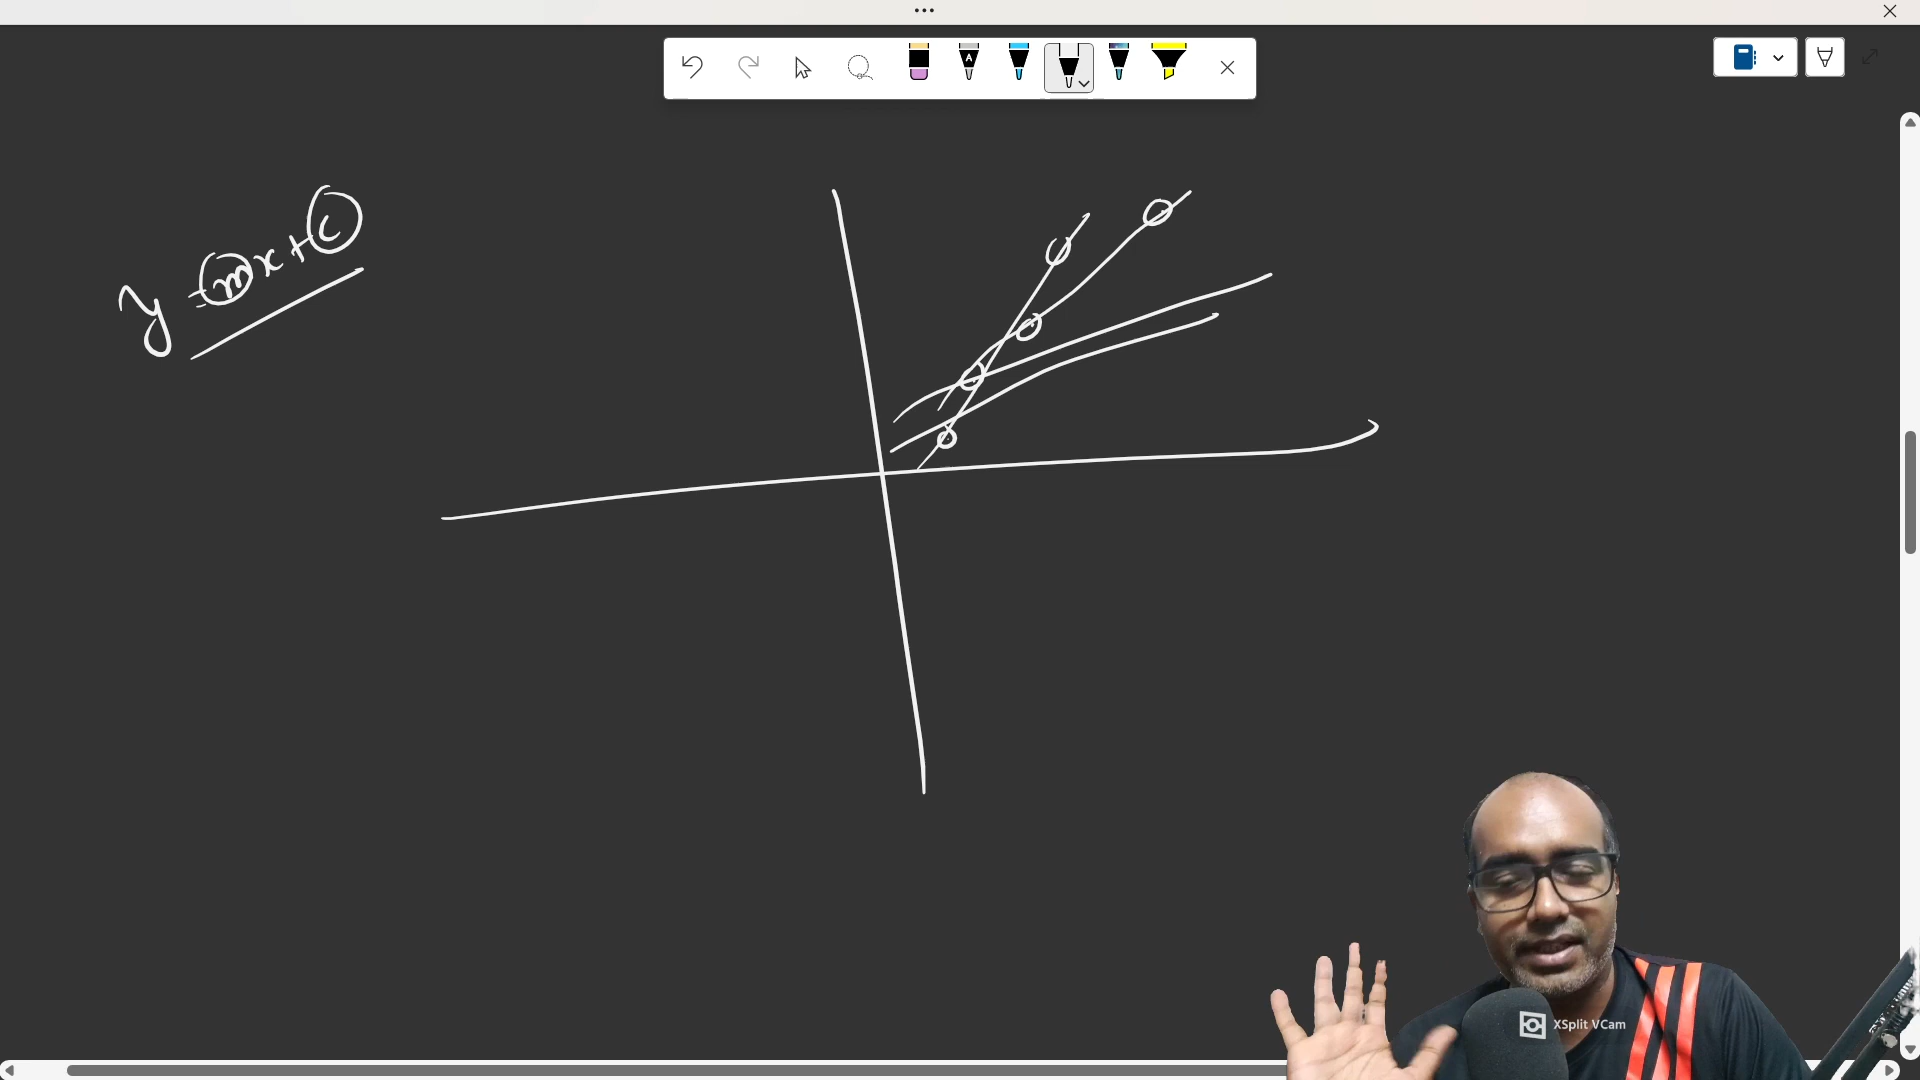 y = mx + c
A
XSplit VCam